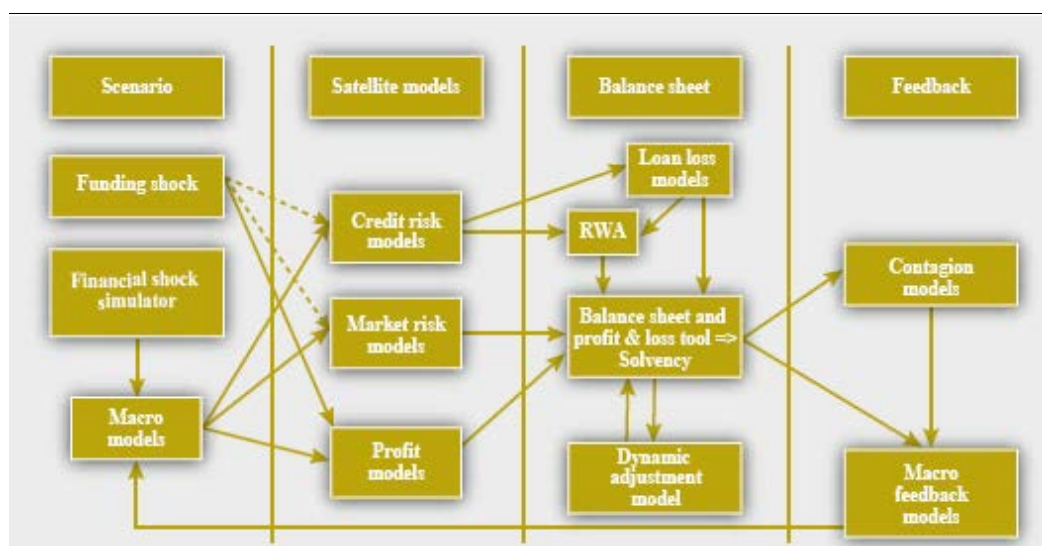 Scenario
Satellite models
Balance sheet
Feedback
Funding shock
Financial shock
simulator
Macro
models
Credit risk
models
Market risk
models
Profit
models
Loan loss
models
RWA
Balance sheet and
profit & loss tool =>
Solvency
Dynamic
adjustment
model
Contagion
models
Macro
feedback
models